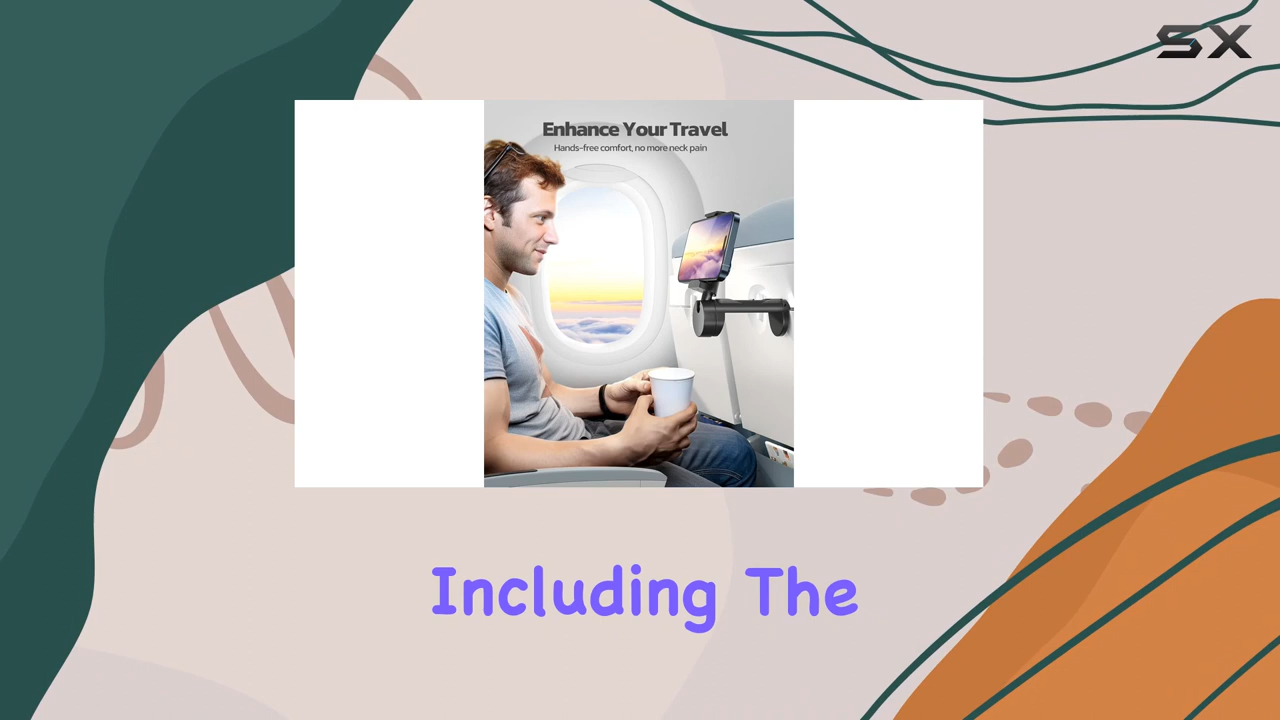 SX
Enhance Your Travel
Hands-free comfort, no more neck pain
Including The